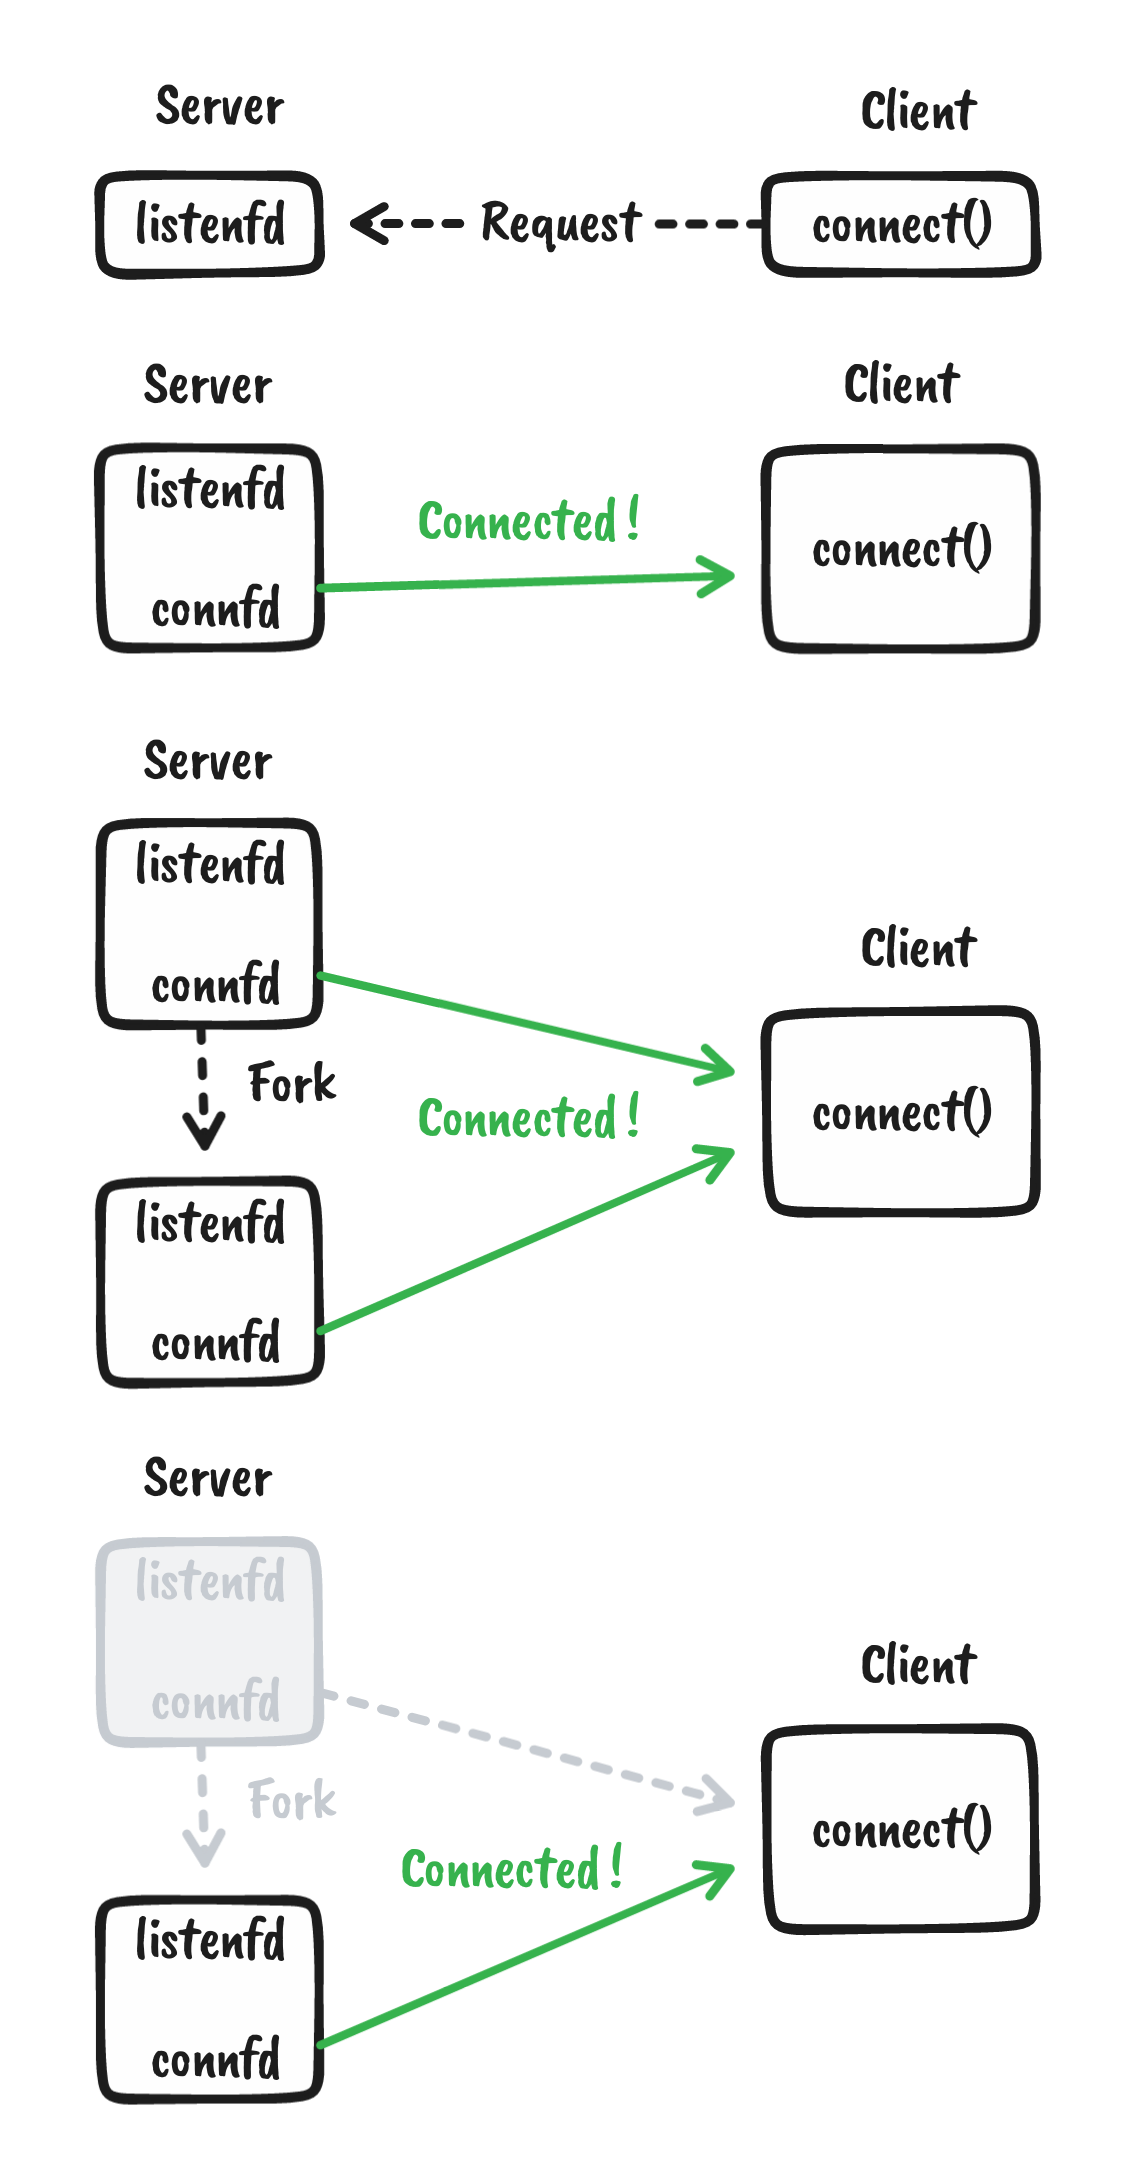 Server
Client
listenfd
Request
connect()
Server
Client
listenfd
Connected!
connect()
connfd
Server
listenfd
Client
connfd
Fork
Connected!
connect()
listenfd
connfd
Server
listenfd
Client
connfd
Fork
connect()
Connected!
listenfd
connfd